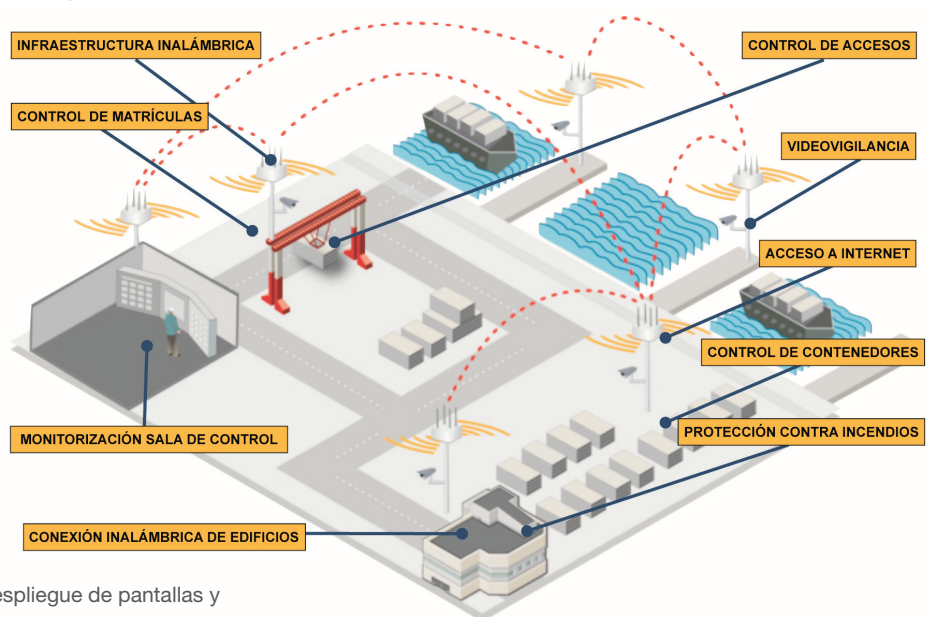 INFRAESTRUCTURA INALÁMBRICA
CONTROL DE ACCESOS
CONTROL DE MATRÍCULAS
VIDEOVIGILANCIA
ACCESO A INTERNET
CONTROL DE CONTENEDORES
MONITORIZACIÓN SALA DE CONTROL
PROTECCIÓN CONTRA INCENDIOS
CONEXIÓN INALÁMBRICA DE EDIFICIOS
espliegue de pantallas y